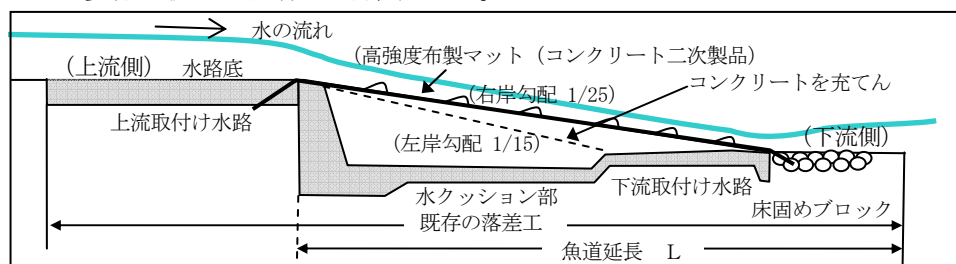 水の流れ
(高強度布製マット（コンクリート二次製品）
(上流側) 水路底
コンクリートを充てん
(右岸勾配 1/25)
上流取付け水路
(下流側)
(左岸勾配 1/15)
水クッション部
下流取付け水路
床固めブロック
既存の落差工
魚道延長 L